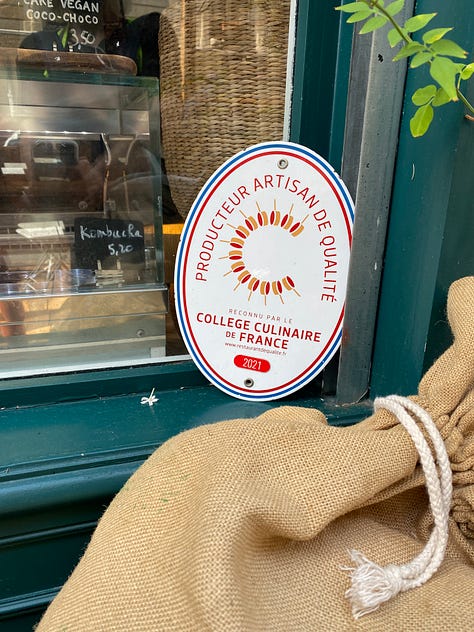 CAKE VEGAN
COCO-CHOCO
3,50
Kombucha
5,20
PRODUCTEUR ARTISAN DE QUALITÉ
RECONNU PAR LE
COLLEGE CULINAIRE
DE FRANCE
www.restaurantdequalite.fr
2021